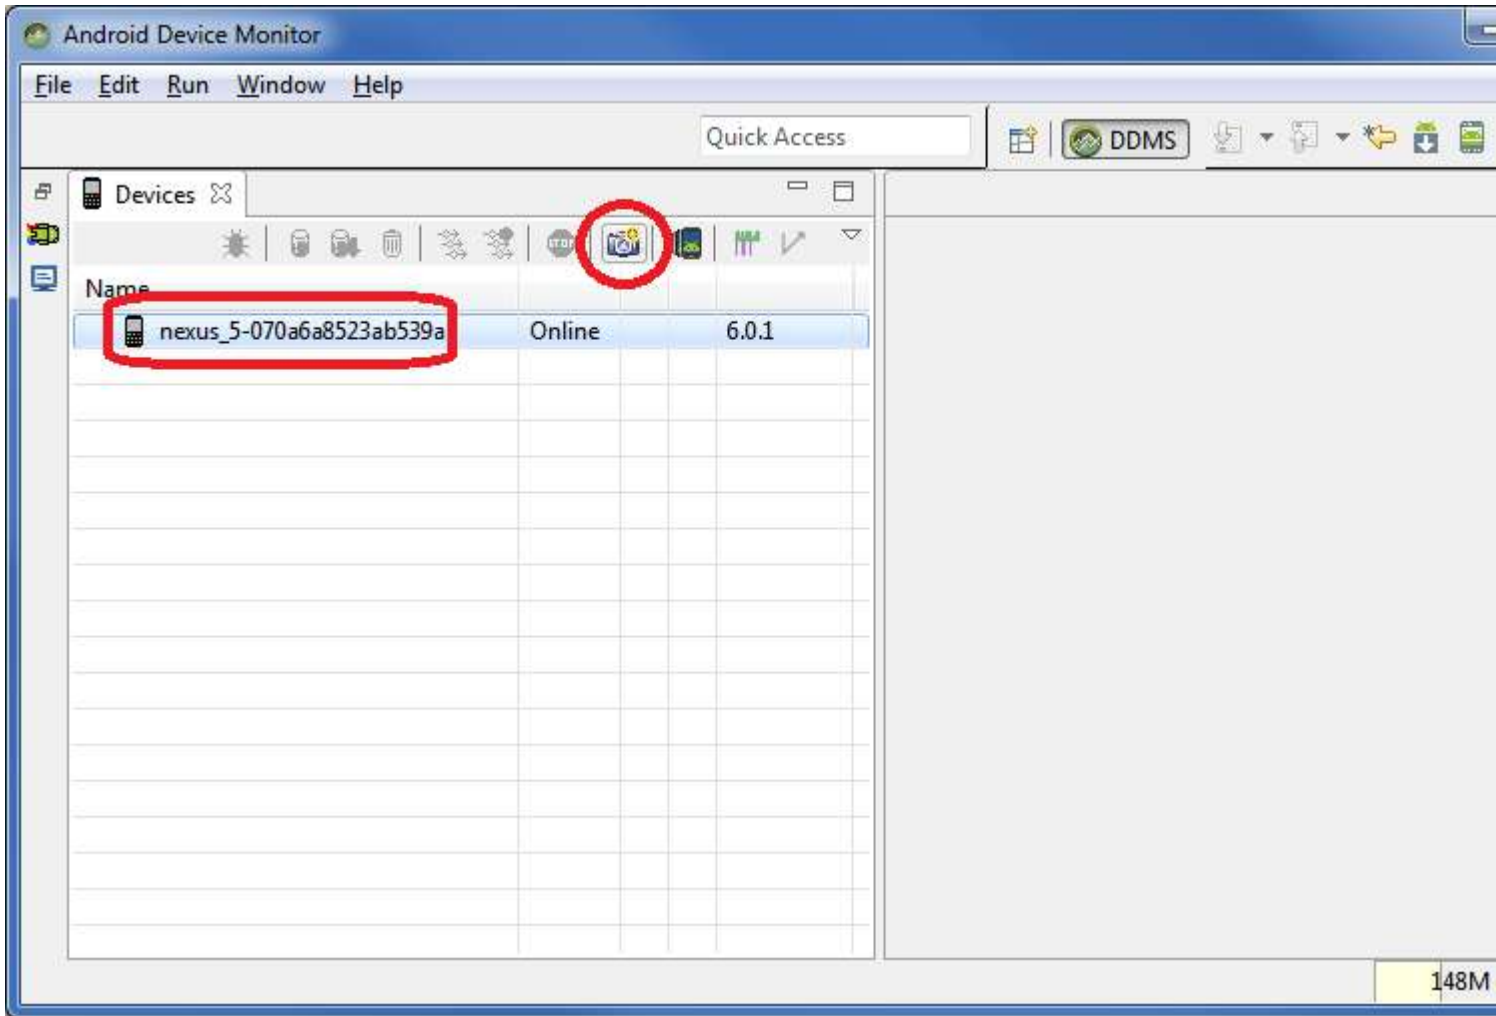 Android Device Monitor
File Edit Run Window Help
Quick Access
DDMS
Devices
STOP
Name
nexus_5-070a6a8523ab539a Online 6.0.1
148M